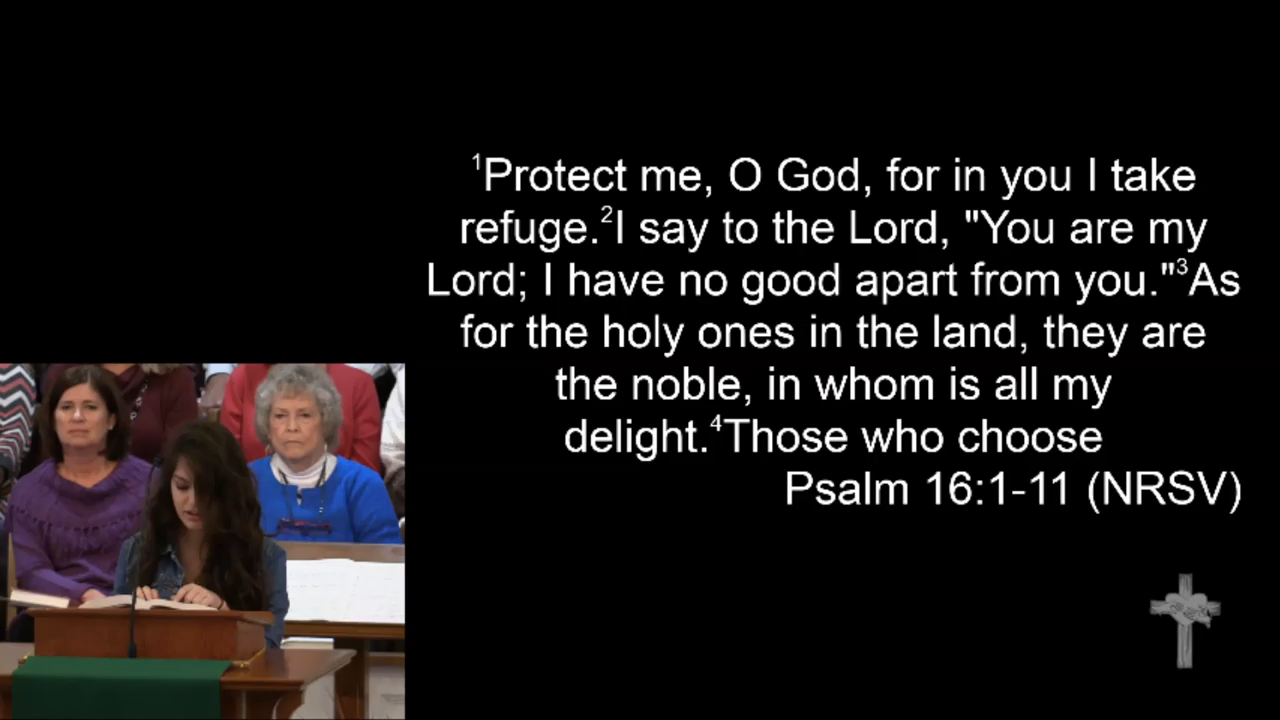 ¹Protect me, O God, for in you I take
refuge.²I say to the Lord, "You are my
Lord; I have no good apart from you."³As
for the holy ones in the land, they are
the noble, in whom is all my
delight.⁴Those who choose
Psalm 16:1-11 (NRSV)